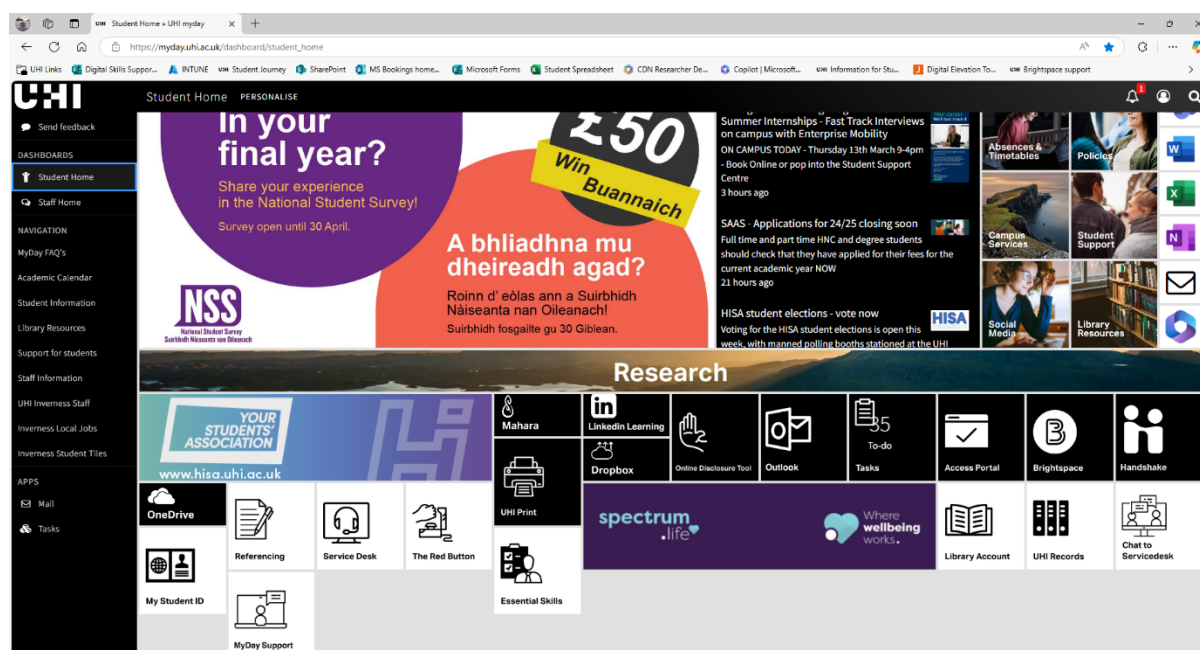 Student Home » UHI myday
https://myday.uhi.ac.uk/dashboard/student_home
UHI Links
Digital Skills Suppor...
INTUNE
Student Journey
SharePoint
MS Bookings home...
Microsoft Forms
Student Spreadsheet
CDN Researcher De...
Copilot | Microsoft...
Information for Stu...
Digital Elevation To...
Brightspace support
UHI
Student Home
PERSONALISE
1
Send feedback
DASHBOARDS
Student Home
Staff Home
NAVIGATION
MyDay FAQ's
Academic Calendar
Student Information
Library Resources
Support for students
Staff Information
UHI Inverness Staff
Inverness Local Jobs
Inverness Student Tiles
APPS
Mail
Tasks
In your
final year?
Share your experience
in the National Student Survey!
Survey open until 30 April.
NSS
National Student Survey
Suirbhidh Nàiseanta nan Oileanach
£50
Win
Buannaich
A bhliadhna mu
dheireadh agad?
Roinn d' eòlas ann a Suirbhidh
Nàiseanta nan Oileanach!
Suirbhidh fosgailte gu 30 Giblean.
Summer Internships - Fast Track Interviews
on campus with Enterprise Mobility
ON CAMPUS TODAY - Thursday 13th March 9-4pm
- Book Online or pop into the Student Support
Centre
3 hours ago
SAAS - Applications for 24/25 closing soon
Full time and part time HNC and degree students
should check that they have applied for their fees for the
current academic year NOW
21 hours ago
HISA student elections - vote now
Voting for the HISA student elections is open this
week, with manned polling booths stationed at the UHI
HISA
Absences &
Timetables
Policies
Campus
Services
Student
Support
Social
Media
Library
Resources
Research
YOUR
STUDENTS'
ASSOCIATION
www.hisa.uhi.ac.uk
Mahara
Linkedin Learning
Dropbox
Online Disclosure Tool
Outlook
35
To-do
Tasks
Access Portal
Brightspace
Handshake
OneDrive
Referencing
Service Desk
The Red Button
UHI Print
spectrum
.life
Where
wellbeing
works.
Library Account
UHI Records
Chat to
Servicedesk
My Student ID
MyDay Support
Essential Skills